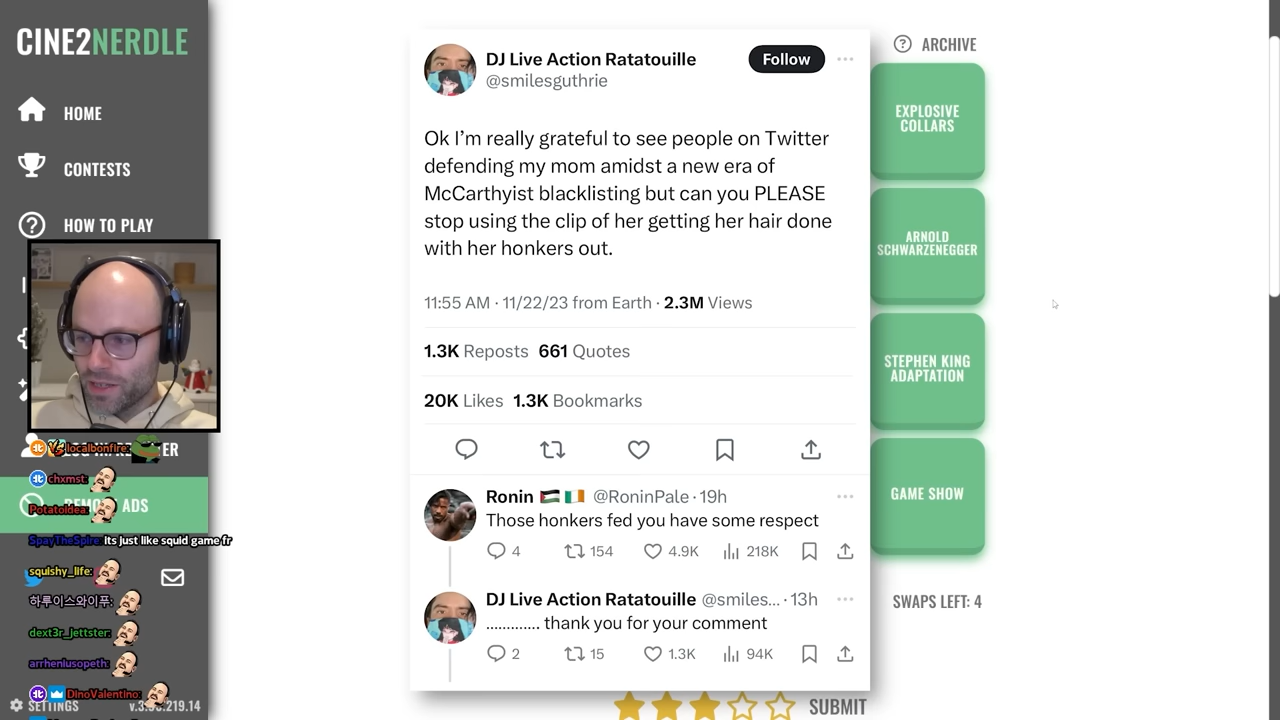 CINE2NERDLE
HOME
CONTESTS
HOW TO PLAY
ER
ADS
localbonfire:
chxmst:
PotatoIdea:
SpayTheSpire: Its just like squid game fr
squishy_life:
하루이스와이푸:
dext3r_jettster:
arrheniusopeth:
DinoValentino:
SETTINGS
DJ Live Action Ratatouille
@smilesguthrie
Follow
Ok I’m really grateful to see people on Twitter
defending my mom amidst a new era of
McCarthyist blacklisting but can you PLEASE
stop using the clip of her getting her hair done
with her honkers out.
11:55 AM · 11/22/23 from Earth · 2.3M Views
1.3K Reposts 661 Quotes
20K Likes 1.3K Bookmarks
Ronin 🇵🇸 🇮🇪 @RoninPale · 19h
Those honkers fed you have some respect
4 154 4.9K 218K
DJ Live Action Ratatouille @smiles... · 13h
............. thank you for your comment
2 15 1.3K 94K
ARCHIVE
EXPLOSIVE
COLLARS
ARNOLD
SCHWARZENEGGER
STEPHEN KING
ADAPTATION
GAME SHOW
SWAPS LEFT: 4
SUBMIT